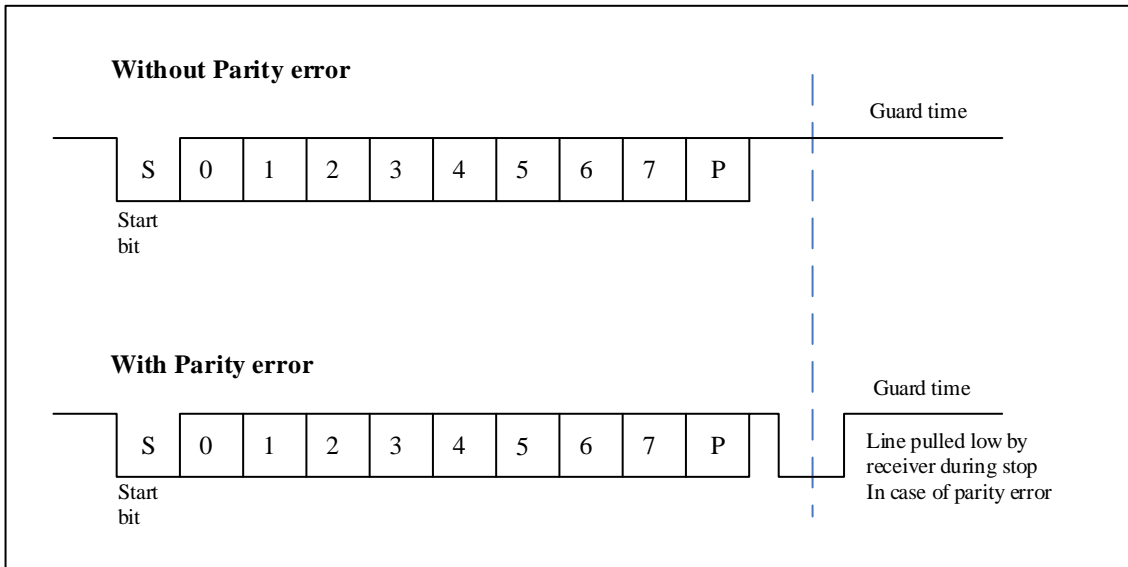 Without Parity error
Guard time
S 0 1 2 3 4 5 6 7 P
Start
bit
With Parity error
Guard time
S 0 1 2 3 4 5 6 7 P
Line pulled low by
receiver during stop
In case of parity error
Start
bit